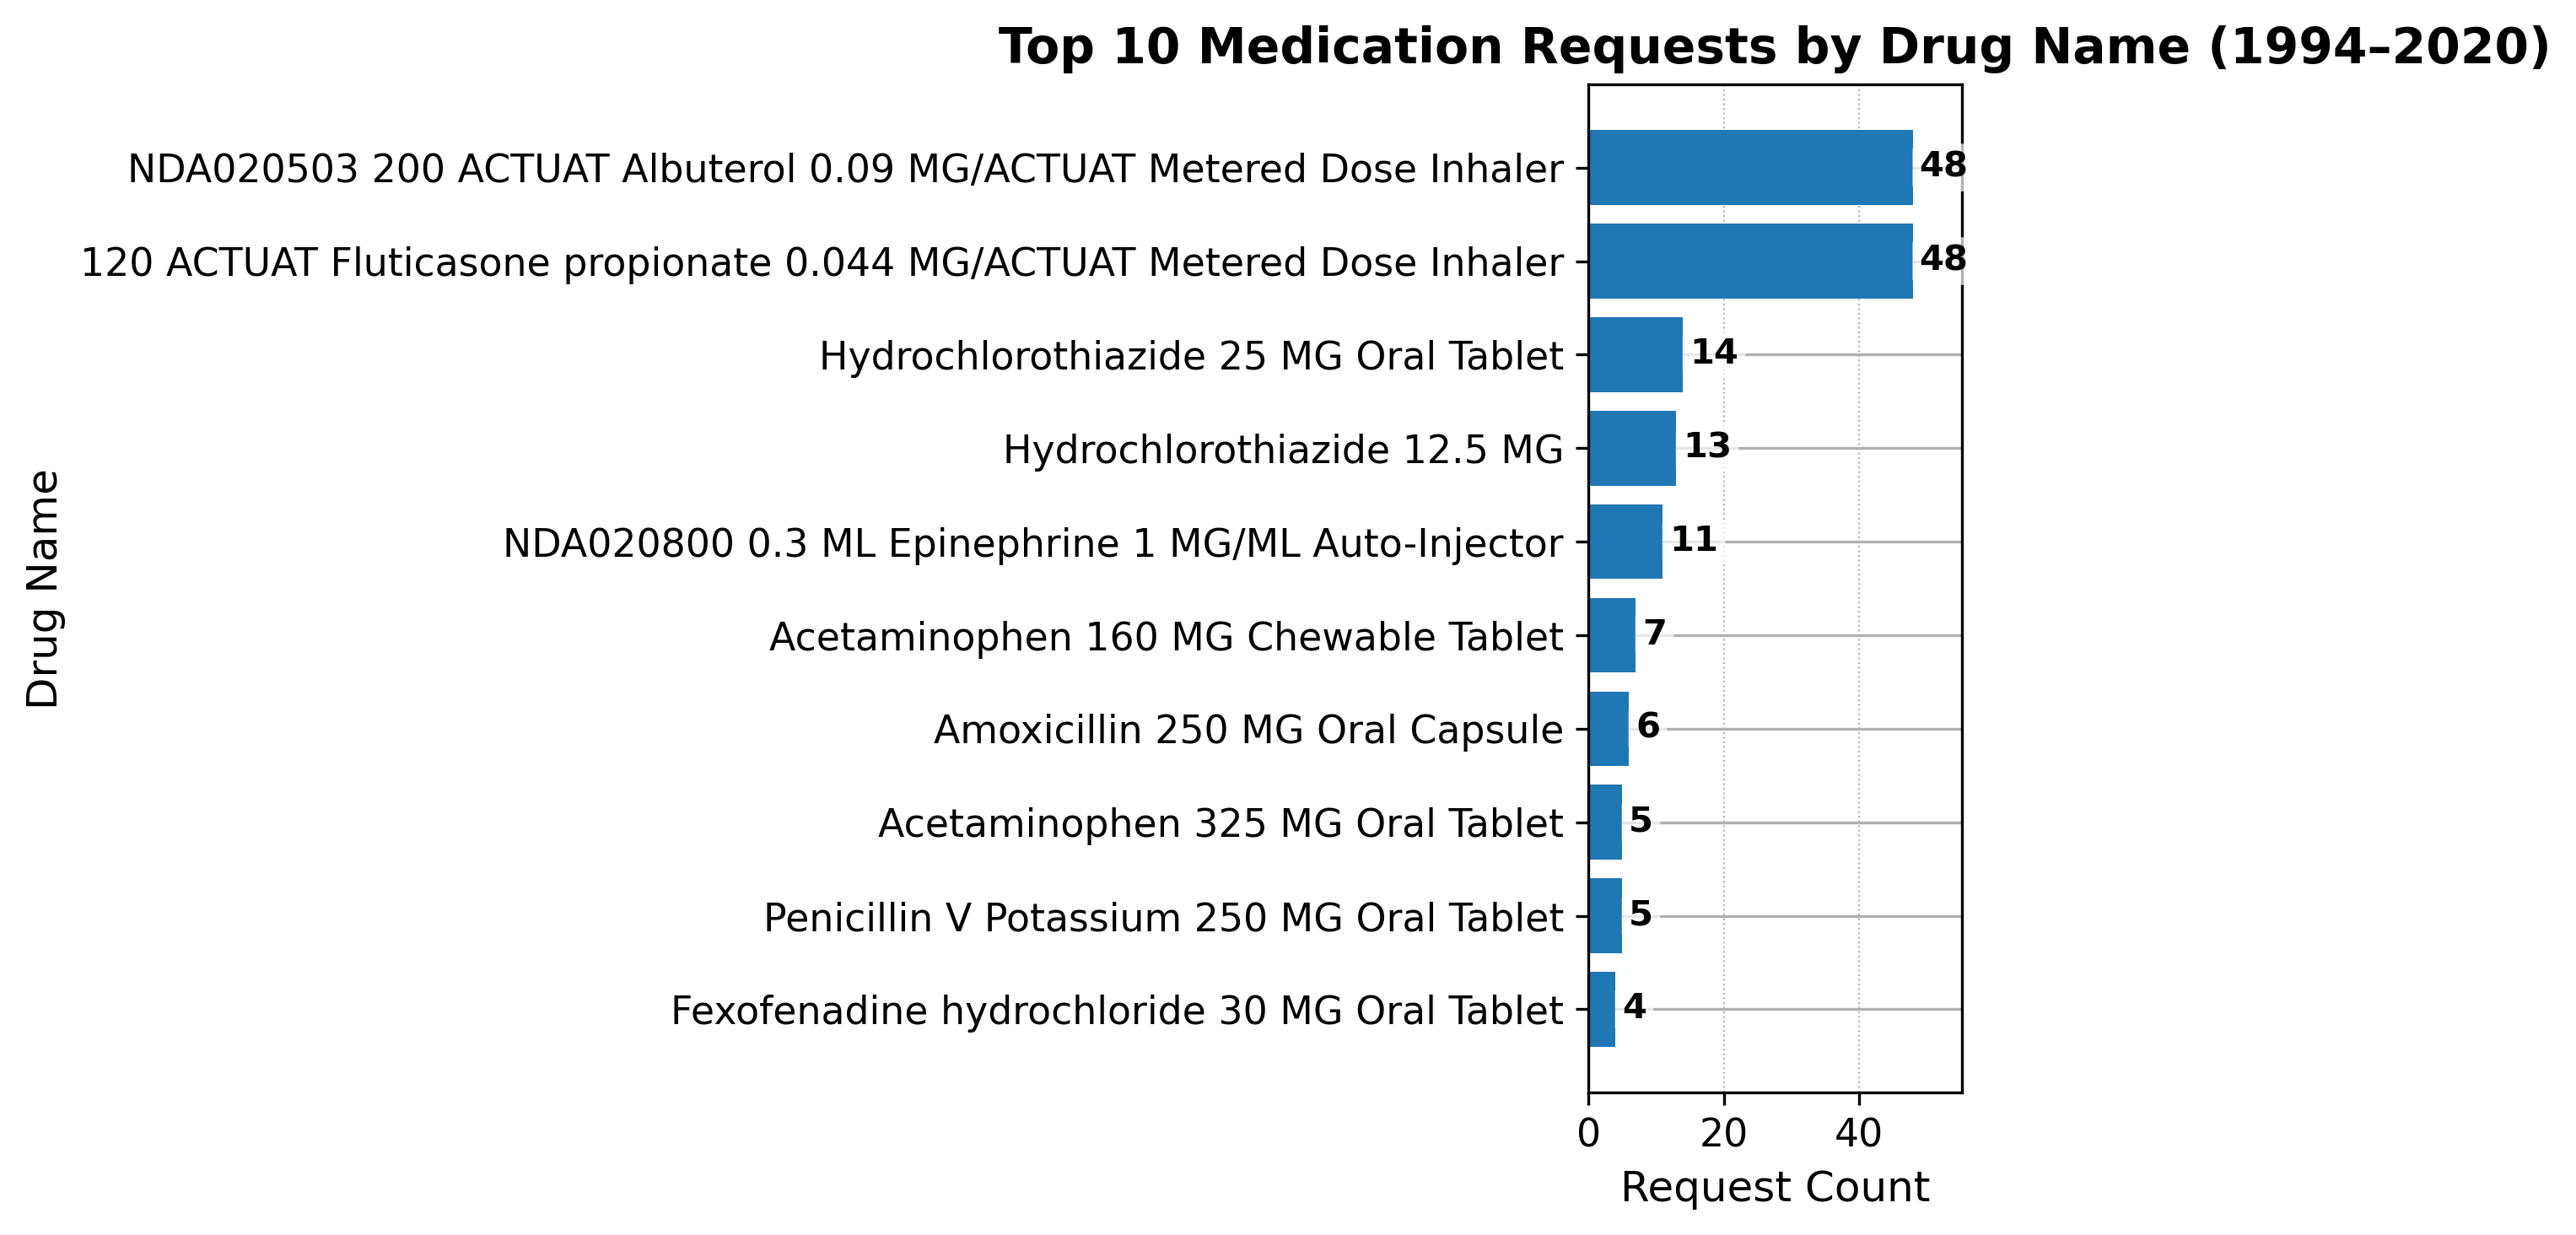 Top 10 Medication Requests by Drug Name (1994–2020)
Drug Name
NDA020503 200 ACTUAT Albuterol 0.09 MG/ACTUAT Metered Dose Inhaler 48
120 ACTUAT Fluticasone propionate 0.044 MG/ACTUAT Metered Dose Inhaler 48
Hydrochlorothiazide 25 MG Oral Tablet 14
Hydrochlorothiazide 12.5 MG 13
NDA020800 0.3 ML Epinephrine 1 MG/ML Auto-Injector 11
Acetaminophen 160 MG Chewable Tablet 7
Amoxicillin 250 MG Oral Capsule 6
Acetaminophen 325 MG Oral Tablet 5
Penicillin V Potassium 250 MG Oral Tablet 5
Fexofenadine hydrochloride 30 MG Oral Tablet 4
0 20 40
Request Count